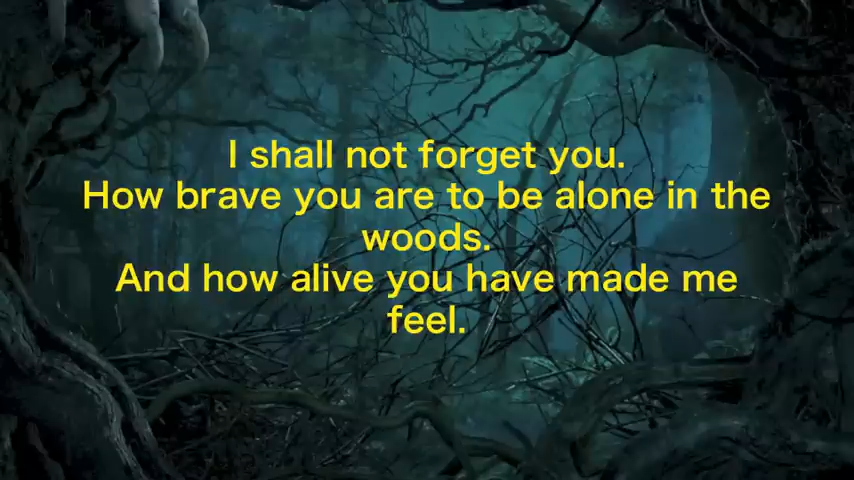 I shall not forget you.
How brave you are to be alone in the
woods.
And how alive you have made me
feel.